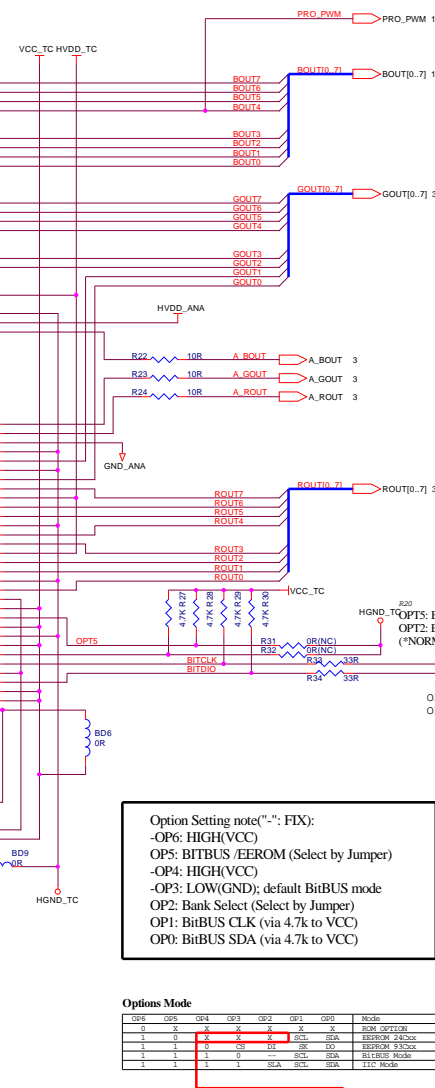 PRO_PWM
PRO_PWM 1
VCC_TC HVDD_TC
BOUT[0..7]
BOUT[0..7] 1
BOUT7
BOUT6
BOUT5
BOUT4
BOUT3
BOUT2
BOUT1
BOUT0
GOUT[0..7]
GOUT[0..7] 3
GOUT7
GOUT6
GOUT5
GOUT4
GOUT3
GOUT2
GOUT1
GOUT0
HVDD_ANA
R22 10R A_BOUT A_BOUT 3
R23 10R A_GOUT A_GOUT 3
R24 10R A_ROUT A_ROUT 3
GND_ANA
ROUT[0..7]
ROUT[0..7] 3
ROUT7
ROUT6
ROUT5
ROUT4
ROUT3
ROUT2
ROUT1
ROUT0
VCC_TC
4.7K R27
4.7K R28
4.7K R29
4.7K R30
R20
HGND_TC
OPT5: E
OPT2: E
(*NORM
OPT5
R31 0R(NC)
R32 0R(NC)
BITCLK R33 33R
BITDIO R34 33R
O
O
BD6
0R
BD9
0R
HGND_TC
Option Setting note("-": FIX):
-OP6: HIGH(VCC)
OP5: BITBUS /EEROM (Select by Jumper)
-OP4: HIGH(VCC)
-OP3: LOW(GND); default BitBUS mode
OP2: Bank Select (Select by Jumper)
OP1: BitBUS CLK (via 4.7k to VCC)
OP0: BitBUS SDA (via 4.7k to VCC)
Options Mode
OP6 OP5 OP4 OP3 OP2 OP1 OP0 Mode
0 X X X X X X ROM OPTION
1 0 X X X SCL SDA EEPROM 24Cxx
1 1 0 CS DI SK DO EEPROM 93Cxx
1 1 1 0 -- SCL SDA BitBUS Mode
1 1 1 1 SLA SCL SDA IIC Mode